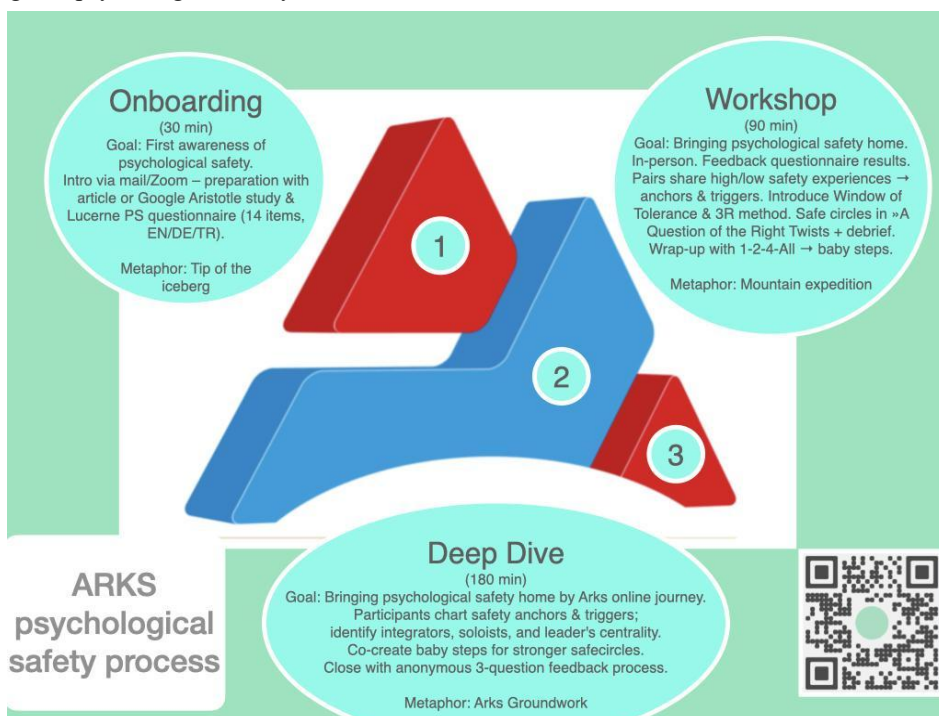 Onboarding
(30 min)
Goal: First awareness of
psychological safety.
Intro via mail/Zoom – preparation with
article or Google Aristotle study &
Lucerne PS questionnaire (14 items,
EN/DE/TR).
Metaphor: Tip of the
iceberg
Workshop
(90 min)
Goal: Bringing psychological safety home.
In-person. Feedback questionnaire results.
Pairs share high/low safety experiences →
anchors & triggers. Introduce Window of
Tolerance & 3R method. Safe circles in »A
Question of the Right Twists + debrief.
Wrap-up with 1-2-4-All → baby steps.
Metaphor: Mountain expedition
1
2
3
Deep Dive
(180 min)
Goal: Bringing psychological safety home by Arks online journey.
Participants chart safety anchors & triggers;
identify integrators, soloists, and leader's centrality.
Co-create baby steps for stronger safecircles.
Close with anonymous 3-question feedback process.
Metaphor: Arks Groundwork
ARKS
psychological
safety process